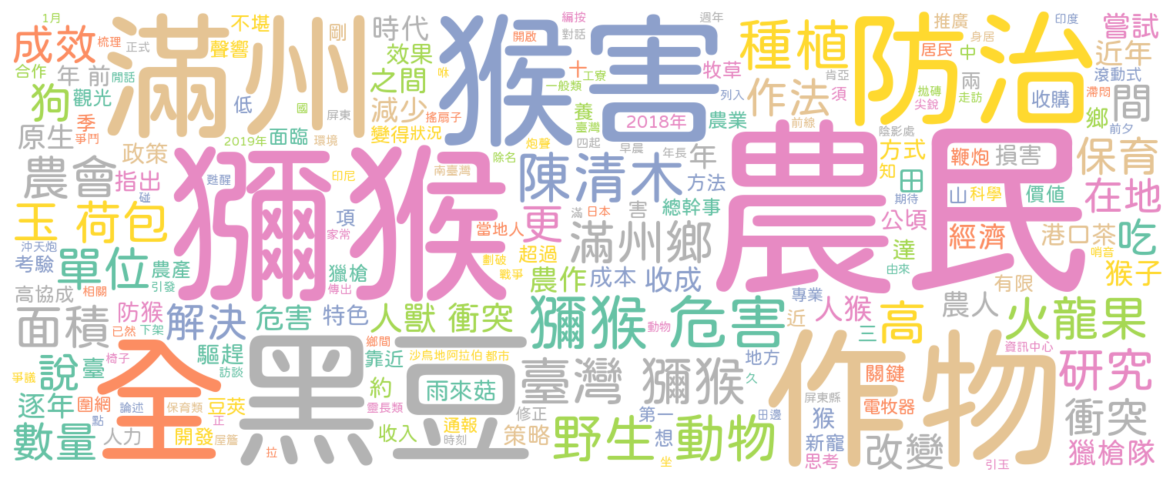 1月
編按
週年
印度
成效
梳理
正式
滿州
不堪
聲響
剛
時代
猴害
開啟
對話
種植
推廣
身居
防治
嘗試
居民
中
近年
合作
閒話
年
前
效果
之間
咻
十
工寮
牧草
肯亞
拋磚
尖銳
兩
走訪
滾動式
狗
觀光
低
國
屏東
減少
搖扇子
一般類
養
作法
須
列入
滯悶
收購
間
原生
季
爭鬥
2019年
面臨
環境
變得
狀況
炮聲
臺灣
四起
2018年
農業
前線
陰影處
鄉
前夕
農會
指出
政策
甦醒
印尼
獼猴
南臺灣
除名
早晨
年長
陳清木
年
方法
農民
方式
知
鞭炮
損害
保育
田
期待
山
科學
價值
在地
玉
荷包
碰
項
家常
當地人
更
滿
日本
害
總幹事
公頃
達
經濟
由來
港口茶
哨音
吃
沖天炮
考驗
單位
農產
引發
獵槍
傳出
劃破
戰爭
超過
滿州鄉
農作
成本
收成
有限
猴子
高協成
相關
防猴
特色
人獸
衝突
獼猴
危害
動物
專業
近
人猴
三
高
農人
火龍果
面積
已然
下架
解決
危害
鄉間
靠近
沙烏地阿拉伯
都市
椅子
驅趕
訪談
說
臺
全
黑豆
約
雨來菇
臺灣
獼猴
地方
久
屏東縣
作物
關鍵
資訊中心
研究
爭議
逐年
圍網
論述
保育類
豆莢
靈長類
修正
第一
田邊
猴
電牧器
衝突
數量
點
人力
開發
正
屋簷
拉
收入
通報
時刻
策略
野生
動物
想
坐
新寵
思考
改變
引玉
獵槍隊